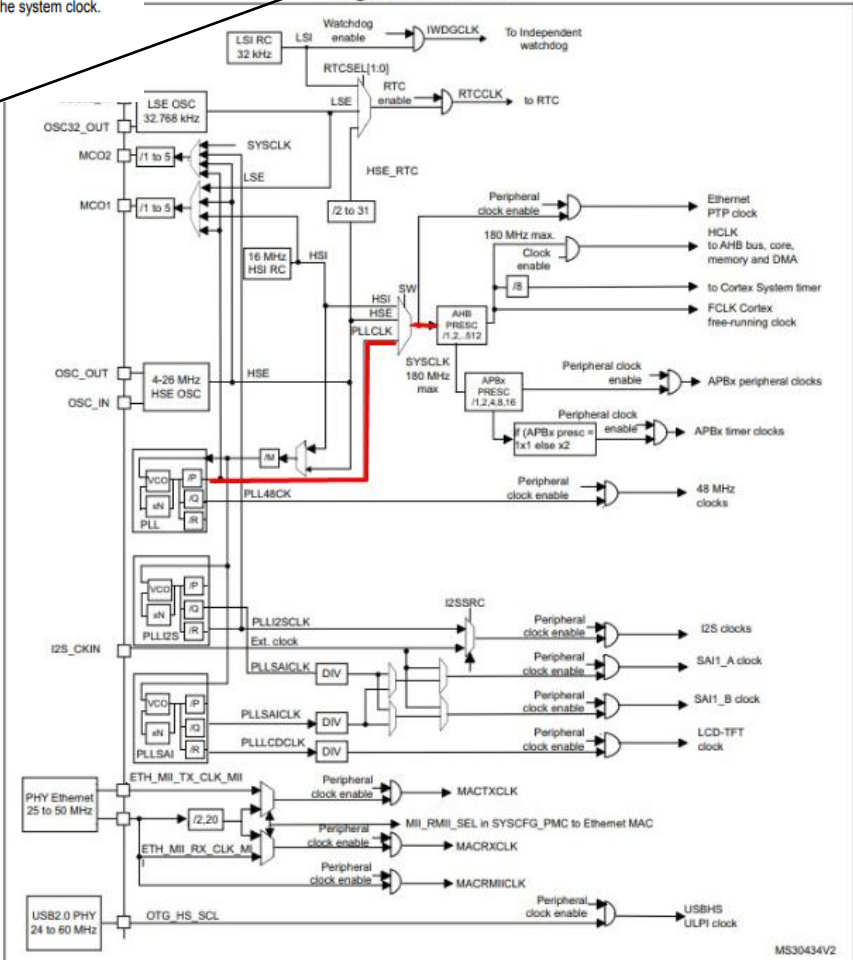 he system clock.
LSI RC
32 kHz
LSI
Watchdog
enable
IWDGCLK
To Independent
watchdog
RTCSEL[1:0]
RTC
enable
RTCCLK
to RTC
LSE OSC
32.768 kHz
LSE
OSC32_OUT
MCO2
/1 to 5
SYSCLK
LSE
HSE_RTC
MCO1
/1 to 5
/2 to 31
Peripheral
clock enable
Ethernet
PTP clock
180 MHz max.
Clock
enable
HCLK
to AHB bus, core,
memory and DMA
16 MHz
HSI RC
HSI
/8
to Cortex System timer
SW
HSI
HSE
PLLCLK
AHB
PRESC
/1,2,..512
FCLK Cortex
free-running clock
SYSCLK
180 MHz
max
OSC_OUT
OSC_IN
4-26 MHz
HSE OSC
HSE
APBx
PRESC
/1,2,4,8,16
Peripheral clock
enable
APBx peripheral clocks
Peripheral clock
enable
if (APBx presc =
1x1 else x2
APBx timer clocks
/M
VCO
xN
/P
/Q
/R
PLL
PLL48CK
Peripheral
clock enable
48 MHz
clocks
VCO
xN
/P
/Q
/R
PLLI2S
PLLI2SCLK
I2SSRC
Peripheral
clock enable
I2S clocks
I2S_CKIN
Ext. clock
PLLSAICLK
DIV
Peripheral
clock enable
SAI1_A clock
VCO
xN
/P
/Q
/R
PLLSAI
PLLSAICLK
DIV
Peripheral
clock enable
SAI1_B clock
PLLLCDCLK
DIV
Peripheral
clock enable
LCD-TFT
clock
PHY Ethernet
25 to 50 MHz
ETH_MII_TX_CLK_MII
Peripheral
clock enable
MACTXCLK
/2,20
MII_RMII_SEL in SYSCFG_PMC to Ethernet MAC
ETH_MII_RX_CLK_MI
I
Peripheral
clock enable
MACRXCLK
Peripheral
clock enable
MACRMIICLK
USB2.0 PHY
24 to 60 MHz
OTG_HS_SCL
Peripheral
clock enable
USBHS
ULPI clock
MS30434V2